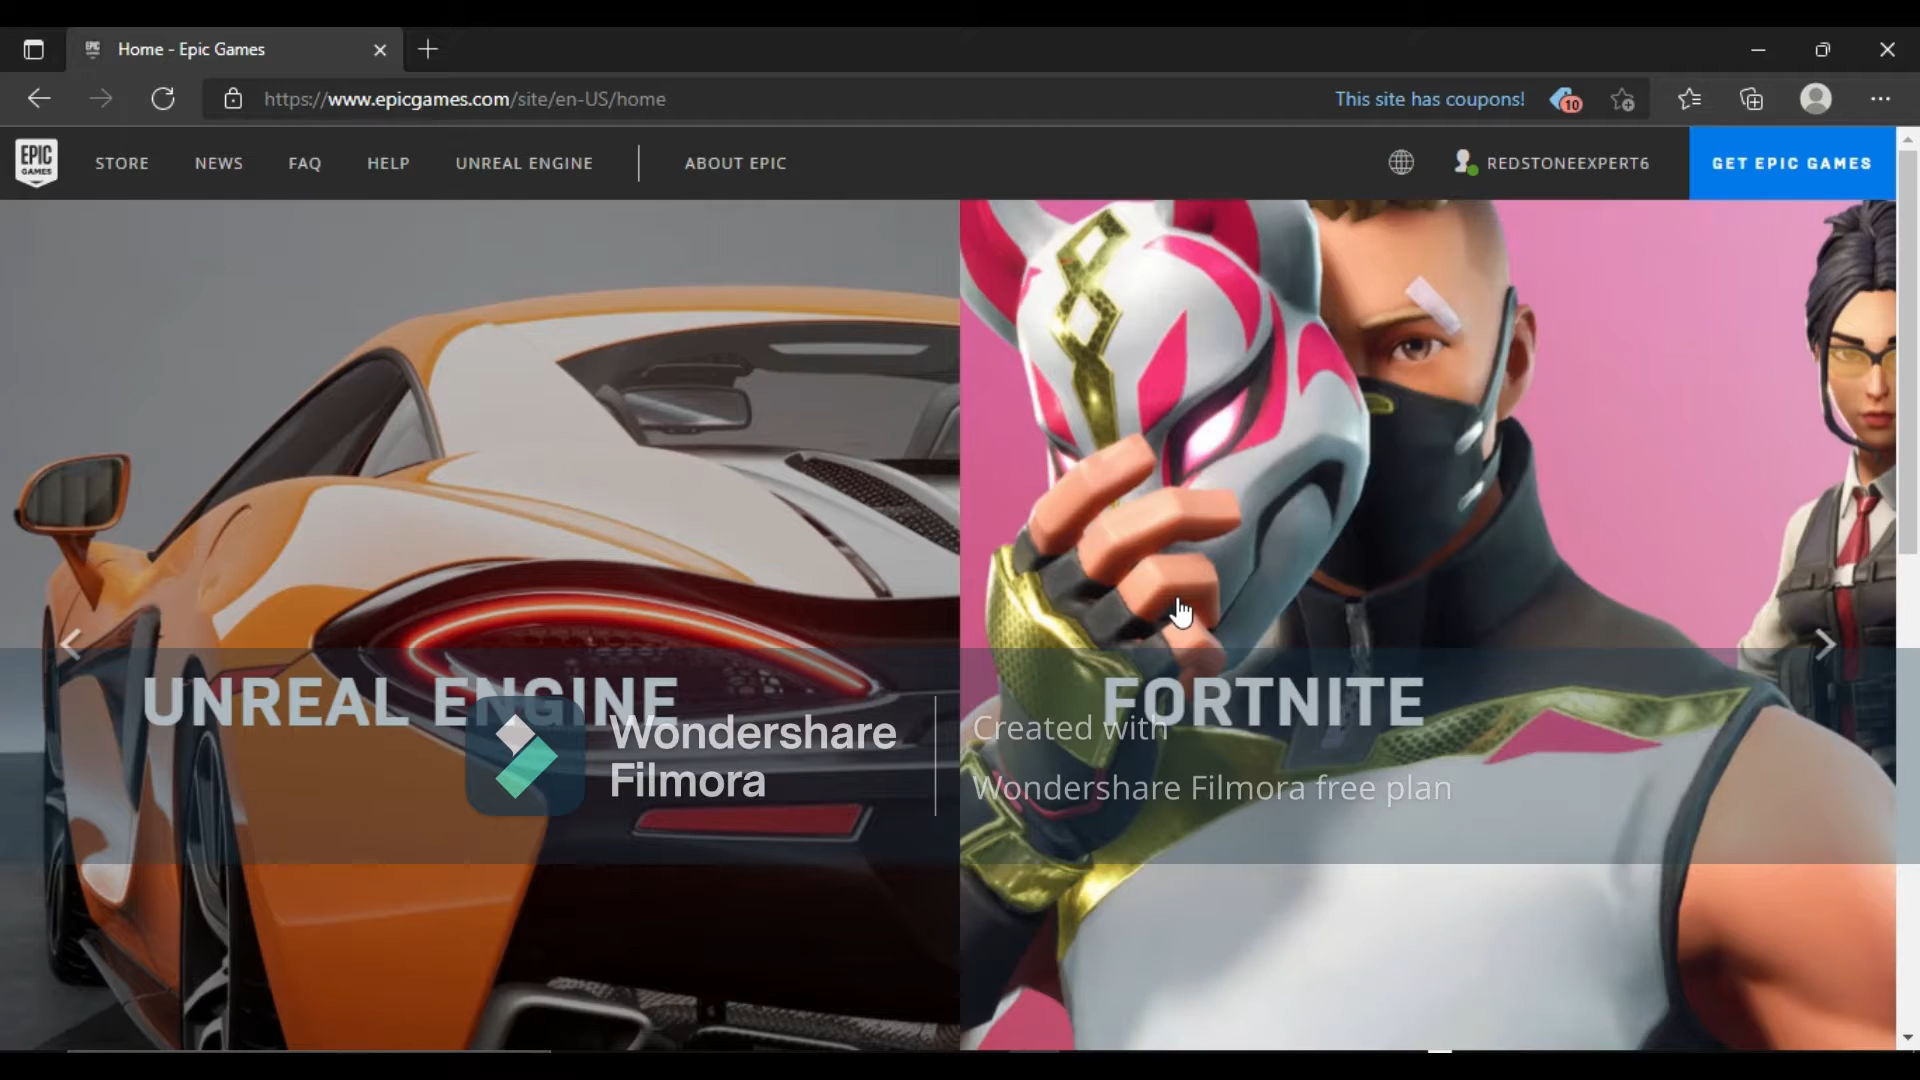 Home - Epic Games
https://www.epicgames.com/site/en-US/home
This site has coupons!
10
EPIC
GAMES
STORE
NEWS
FAQ
HELP
UNREAL ENGINE
ABOUT EPIC
REDSTONEEXPERT6
GET EPIC GAMES
UNREAL ENGINE
FORTNITE
Wondershare
Filmora
Created with
Wondershare Filmora free plan